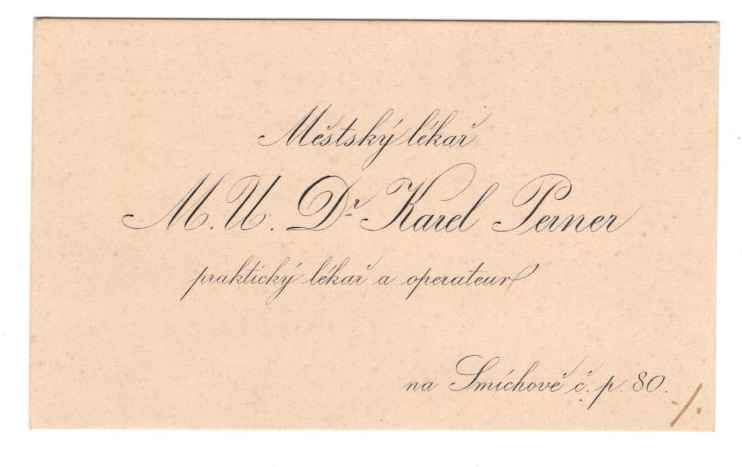 Městský lékař
M. U. Dr. Karel Perner
praktický lékař a operateur
na Smíchově č. p. 80.